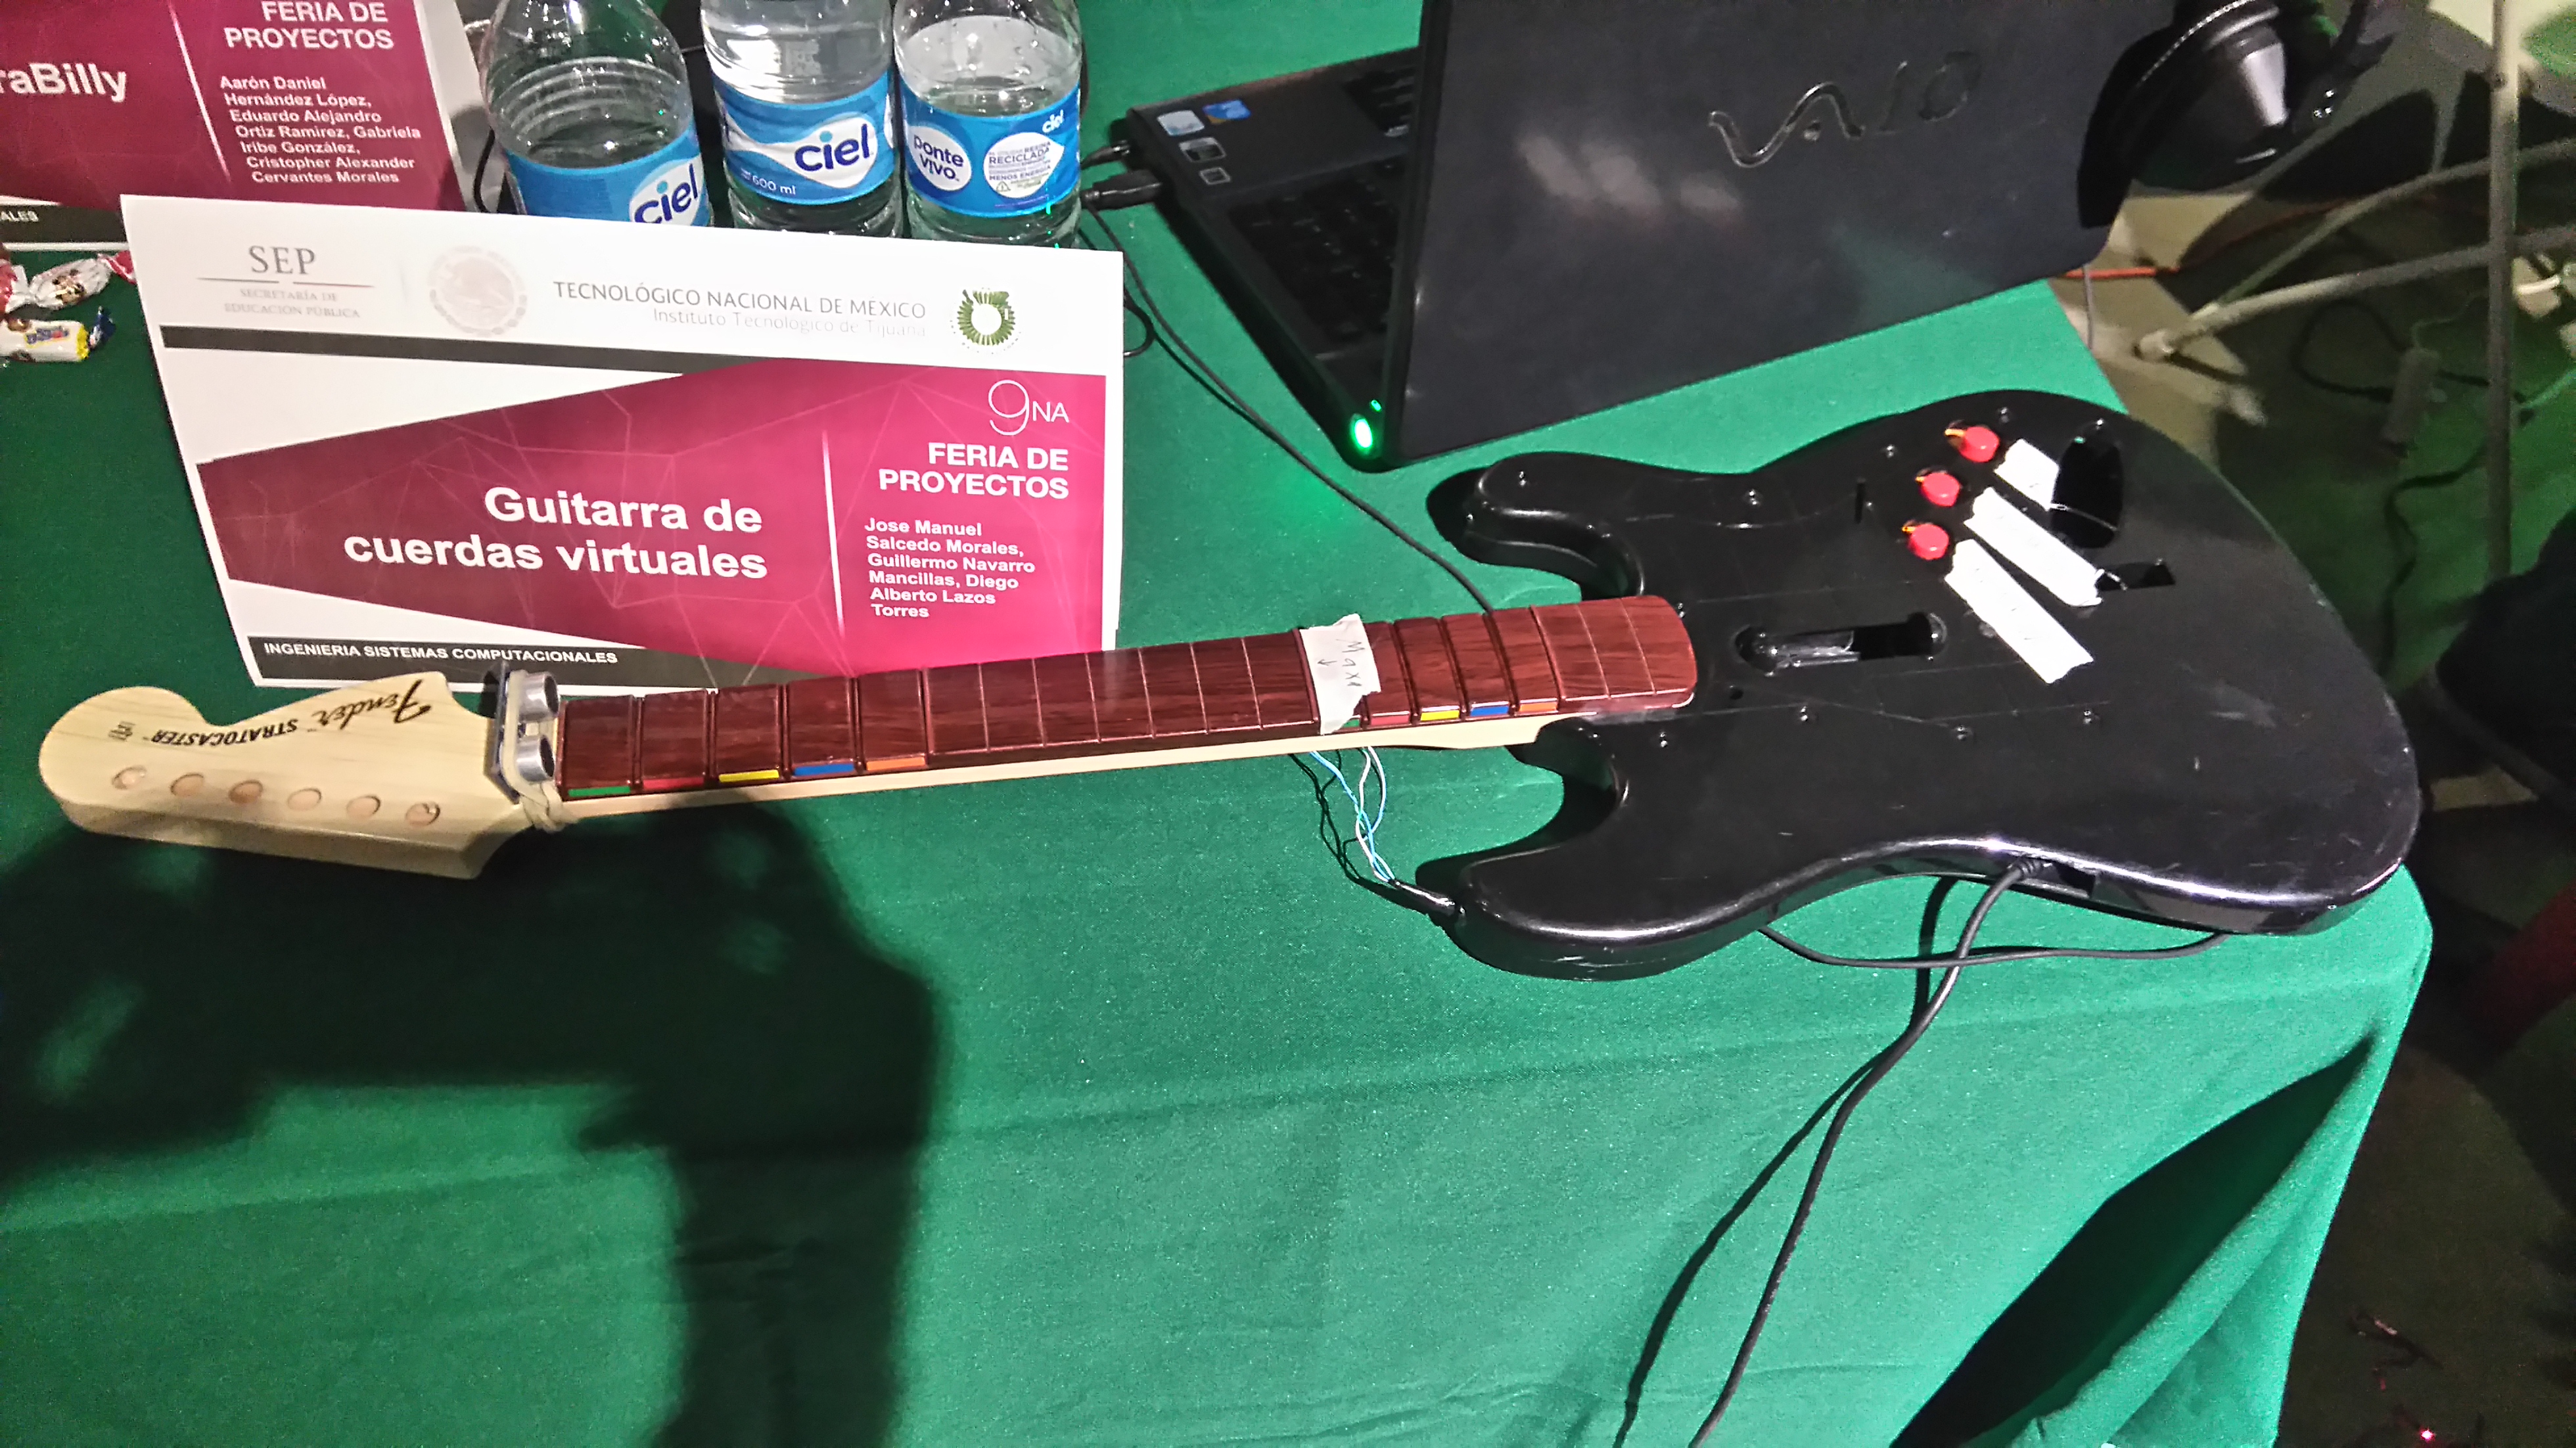 FERIA DE
PROYECTOS
raBilly
Aarón Daniel
Hernández López,
Eduardo Alejandro
Ortiz Ramirez, Gabriela
Iribe González,
Cristopher Alexander
Cervantes Morales
ALES
ciel
ciel
600 ml
ciel
ponte
vivo
RECICLADA
MENOS ENERGIA
VAIO
SEP
SECRETARÍA DE
EDUCACIÓN PÚBLICA
TECNOLÓGICO NACIONAL DE MÉXICO
Instituto Tecnológico de Tijuana
9NA
FERIA DE
PROYECTOS
Guitarra de
cuerdas virtuales
Jose Manuel
Salcedo Morales,
Guillermo Navarro
Mancillas, Diego
Alberto Lazos
Torres
INGENIERIA SISTEMAS COMPUTACIONALES
Fender STRATOCASTER